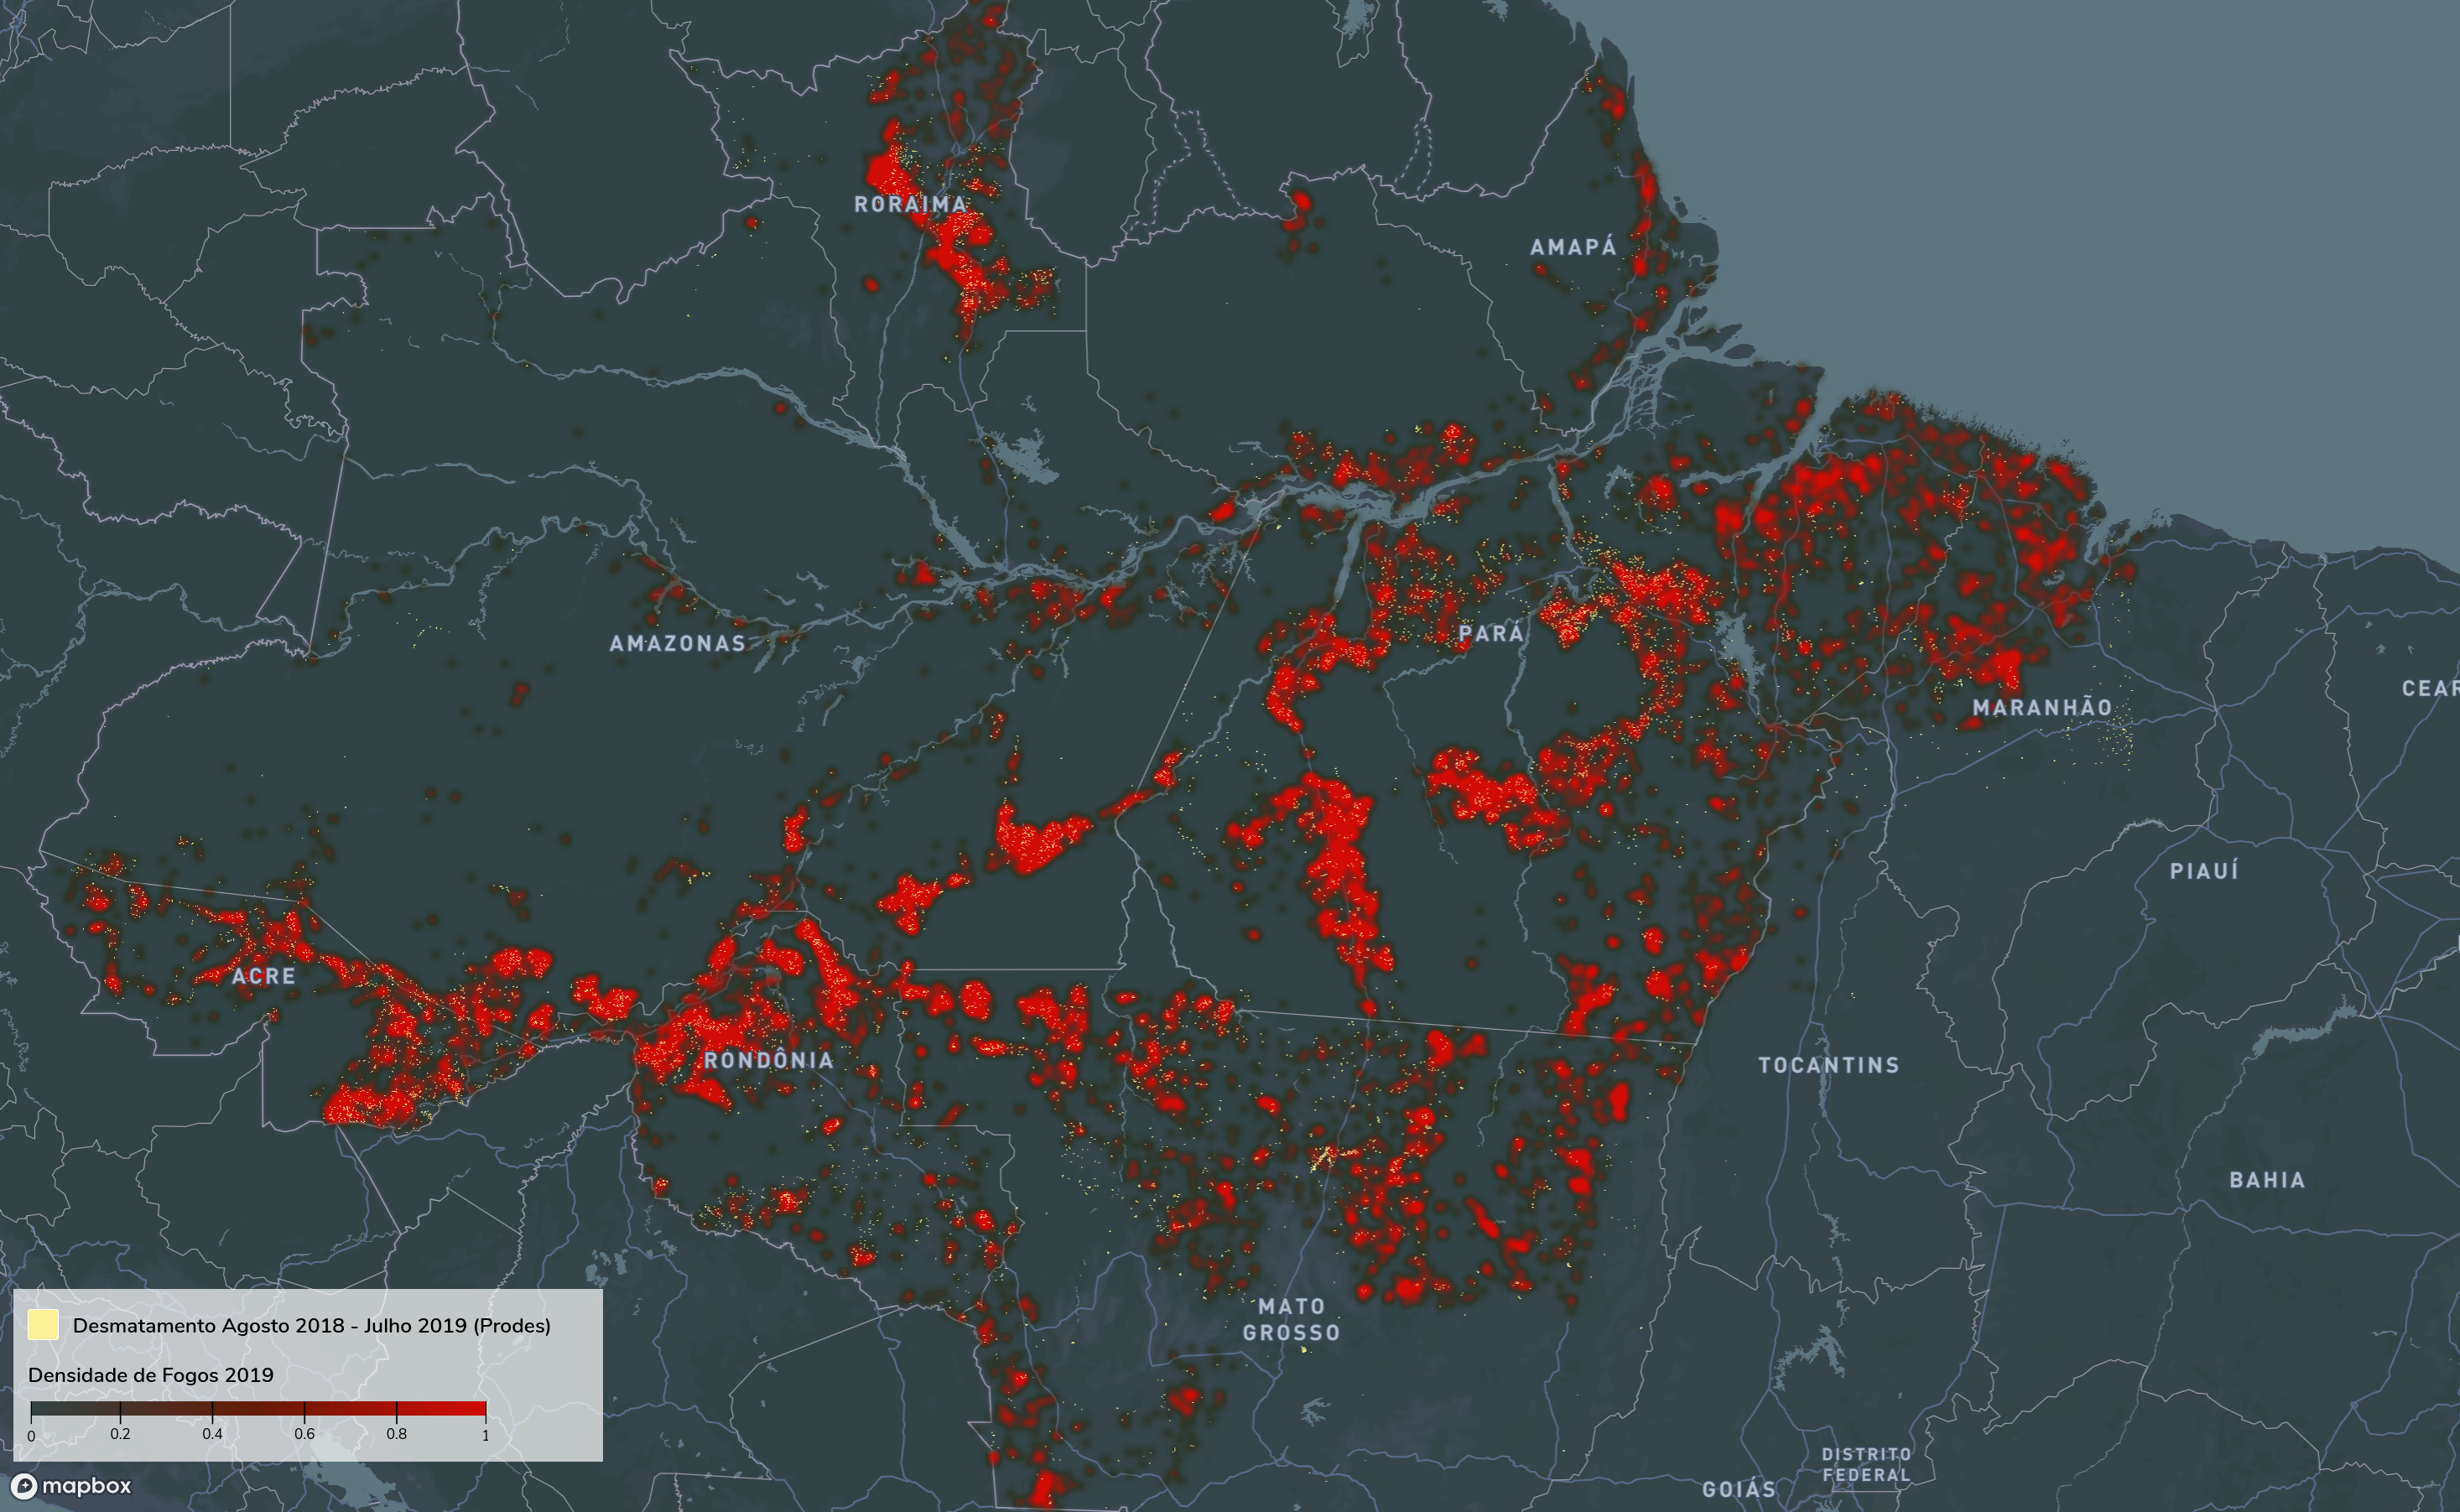 RORAIMA
AMAPÁ
AMAZONAS
PARÁ
MARANHÃO
CEAR
PIAUÍ
ACRE
RONDÔNIA
TOCANTINS
BAHIA
MATO
GROSSO
DISTRITO
FEDERAL
GOIÁS
Desmatamento Agosto 2018 - Julho 2019 (Prodes)
Densidade de Fogos 2019
0 0.2 0.4 0.6 0.8 1
mapbox